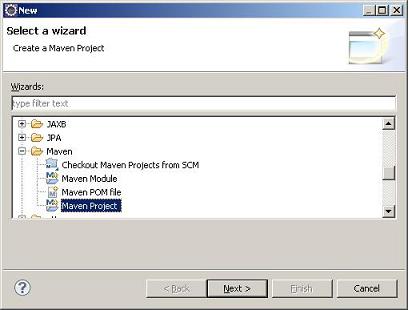 New
Select a wizard
Create a Maven Project
Wizards:
type filter text
JAXB
JPA
Maven
Checkout Maven Projects from SCM
Maven Module
Maven POM file
Maven Project
< Back
Next >
Finish
Cancel